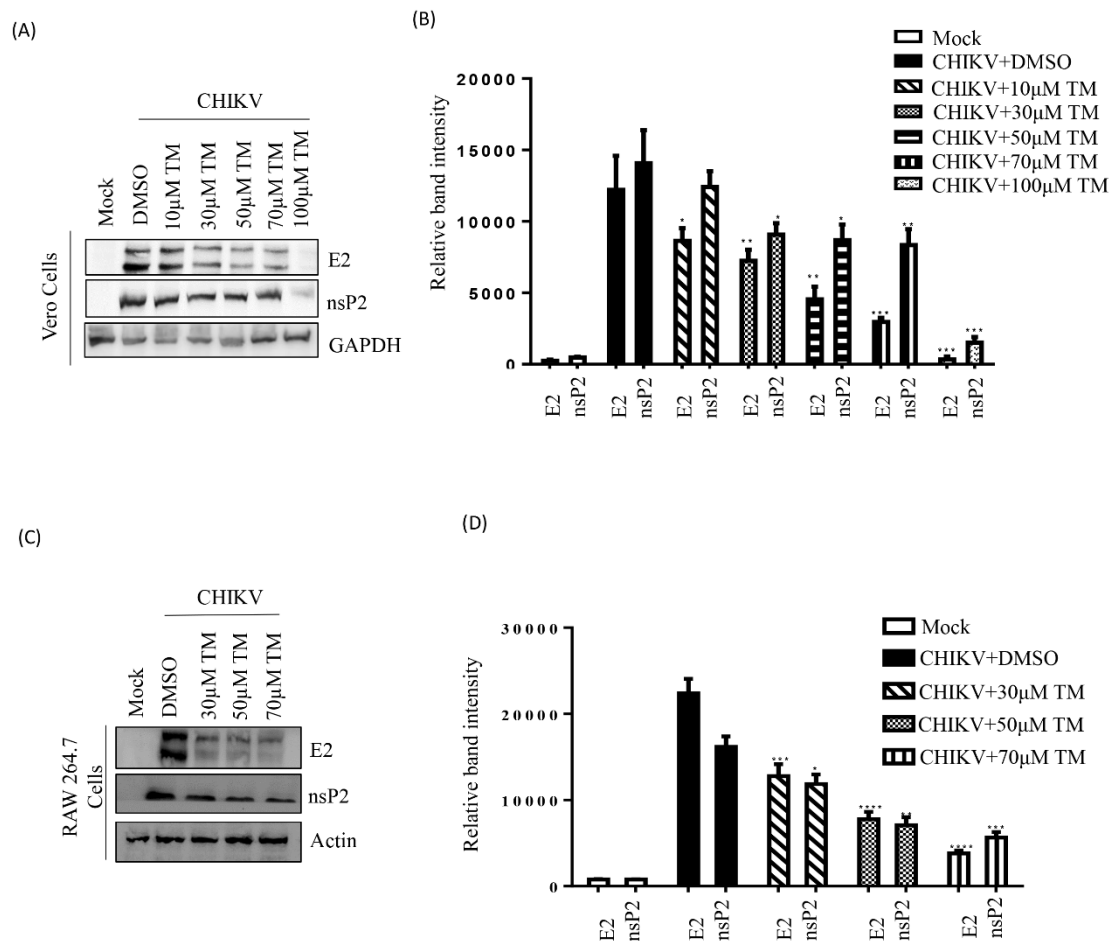 (A)
CHIKV
Mock
DMSO
10µM TM
30µM TM
50µM TM
70µM TM
100µM TM
Vero Cells
E2
nsP2
GAPDH
(B)
Mock
CHIKV+DMSO
CHIKV+10µM TM
CHIKV+30µM TM
CHIKV+50µM TM
CHIKV+70µM TM
CHIKV+100µM TM
Relative band intensity
20000
15000
10000
5000
0
*
** *
** *
*** **
*** ***
E2 nsP2 E2 nsP2 E2 nsP2 E2 nsP2 E2 nsP2 E2 nsP2 E2 nsP2
(C)
CHIKV
Mock
DMSO
30µM TM
50µM TM
70µM TM
RAW 264.7
Cells
E2
nsP2
Actin
(D)
Mock
CHIKV+DMSO
CHIKV+30µM TM
CHIKV+50µM TM
CHIKV+70µM TM
Relative band intensity
30000
20000
10000
0
*** *
**** **
**** ***
E2 nsP2 E2 nsP2 E2 nsP2 E2 nsP2 E2 nsP2